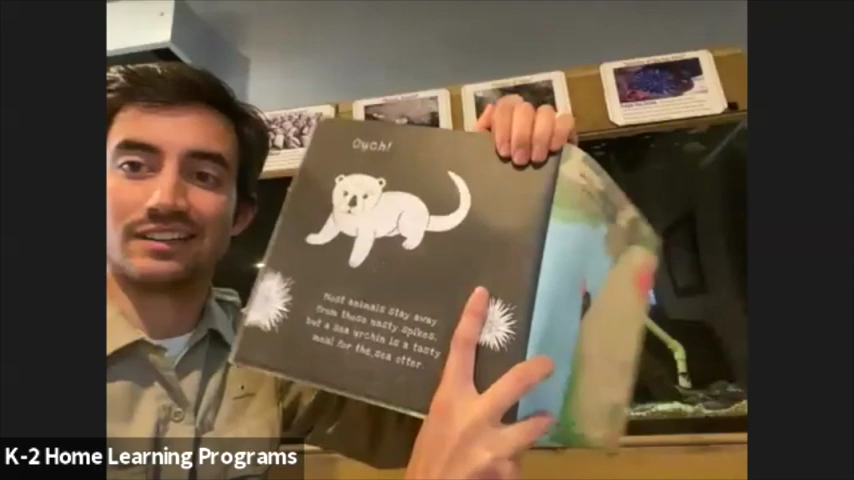 Ouch!
Most animals stay away
from these nasty spikes,
but a sea urchin is a tasty
meal for the sea otter.
K-2 Home Learning Programs